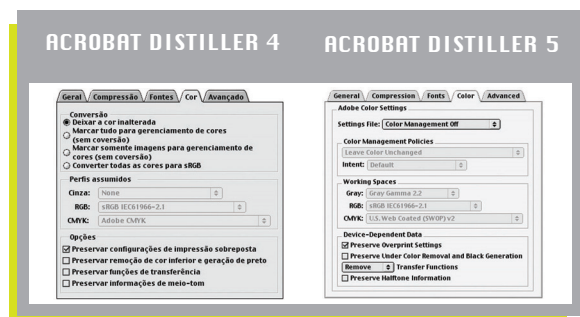 ACROBAT DISTILLER 4
Geral Compressão Fontes Cor Avançado
Conversão
Deixar a cor inalterada
Marcar tudo para gerenciamento de cores
(sem coversão)
Marcar somente imagens para gerenciamento de
cores (sem coversão)
Converter todas as cores para sRGB
Perfis assumidos
Cinza: None
RGB: sRGB IEC61966-2.1
CMYK: Adobe CMYK
Opções
Preservar configurações de impressão sobreposta
Preservar remoção de cor inferior e geração de preto
Preservar funções de transferência
Preservar informações de meio-tom
ACROBAT DISTILLER 5
General Compression Fonts Color Advanced
Adobe Color Settings
Settings File: Color Management Off
Color Management Policies
Leave Color Unchanged
Intent: Default
Working Spaces
Gray: Gray Gamma 2.2
RGB: sRGB IEC61966-2.1
CMYK: U.S. Web Coated (SWOP) v2
Device-Dependent Data
Preserve Overprint Settings
Preserve Under Color Removal and Black Generation
Remove Transfer Functions
Preserve Halftone Information